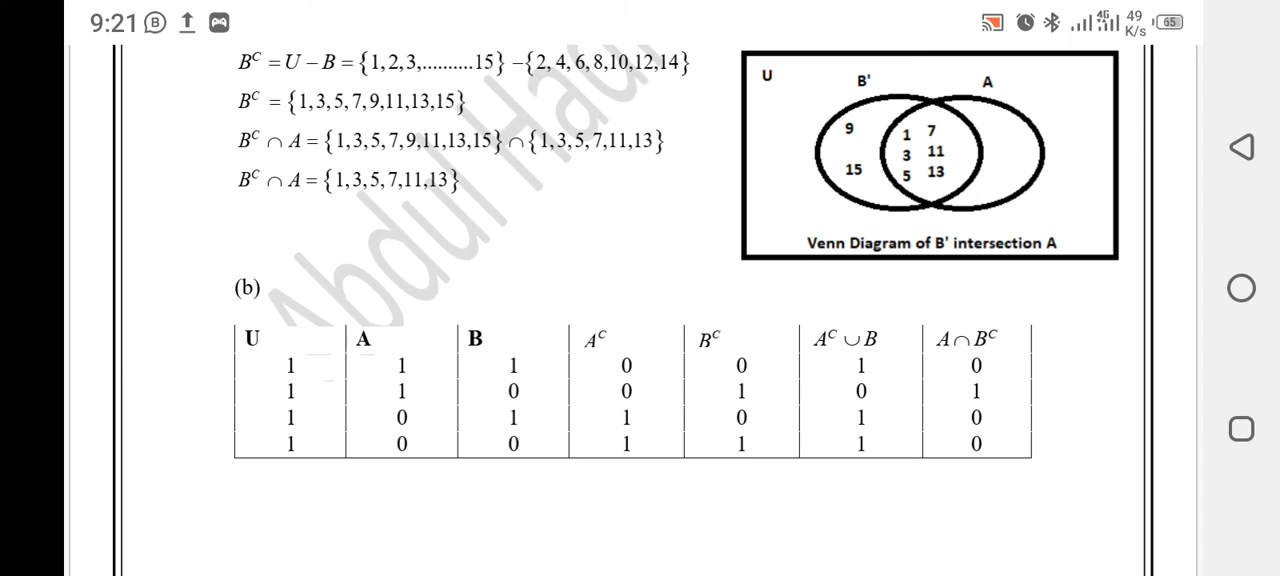 9:21 B 4G 49 K/s 65
B^C = U − B = {1,2,3,..........15} −{2, 4, 6, 8,10,12,14}
B^C = {1,3,5,7,9,11,13,15}
B^C ∩ A = {1,3,5,7,9,11,13,15} ∩ {1,3,5,7,11,13}
B^C ∩ A = {1,3,5,7,11,13}
U B' A
9 1 7
3 11
15 5 13
Venn Diagram of B' intersection A
Abdul
(b)
U A B A^C B^C A^C ∪ B A ∩ B^C
1 1 1 0 0 1 0
1 1 0 0 1 0 1
1 0 1 1 0 1 0
1 0 0 1 1 1 0